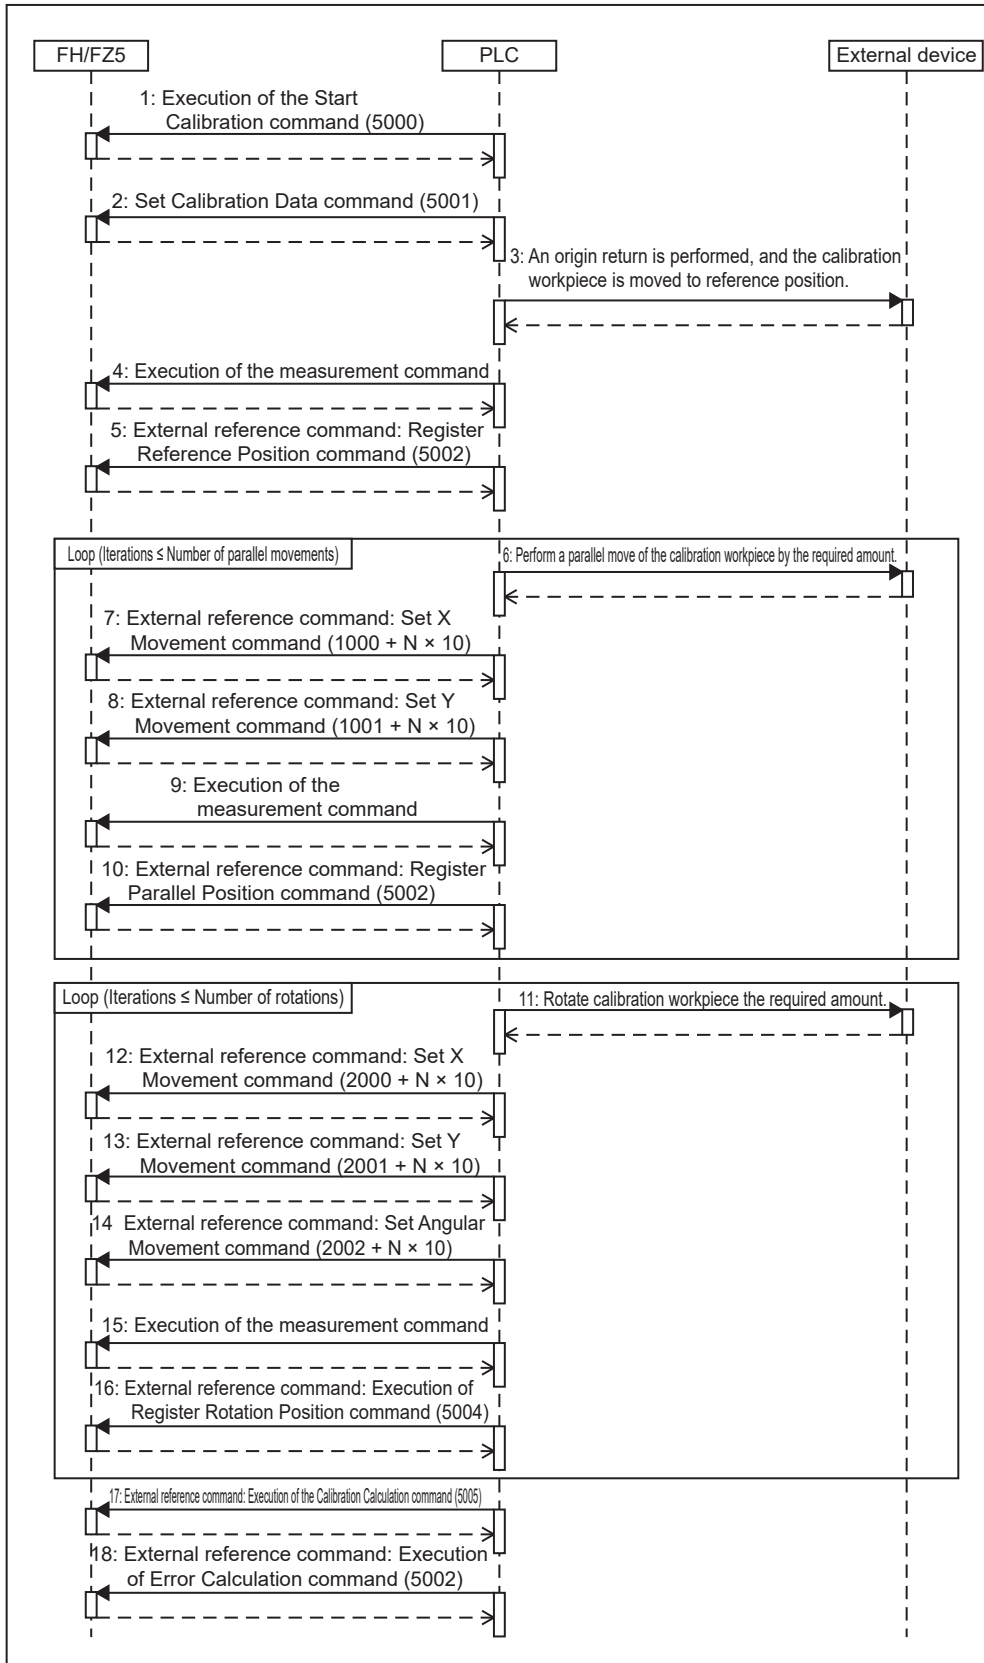 FH/FZ5
PLC
External device
1: Execution of the Start
Calibration command (5000)
2: Set Calibration Data command (5001)
3: An origin return is performed, and the calibration
workpiece is moved to reference position.
4: Execution of the measurement command
5: External reference command: Register
Reference Position command (5002)
Loop (Iterations ≤ Number of parallel movements)
6: Perform a parallel move of the calibration workpiece by the required amount.
7: External reference command: Set X
Movement command (1000 + N × 10)
8: External reference command: Set Y
Movement command (1001 + N × 10)
9: Execution of the
measurement command
10: External reference command: Register
Parallel Position command (5002)
Loop (Iterations ≤ Number of rotations)
11: Rotate calibration workpiece the required amount.
12: External reference command: Set X
Movement command (2000 + N × 10)
13: External reference command: Set Y
Movement command (2001 + N × 10)
14 External reference command: Set Angular
Movement command (2002 + N × 10)
15: Execution of the measurement command
16: External reference command: Execution of
Register Rotation Position command (5004)
17: External reference command: Execution of the Calibration Calculation command (5005)
18: External reference command: Execution
of Error Calculation command (5002)